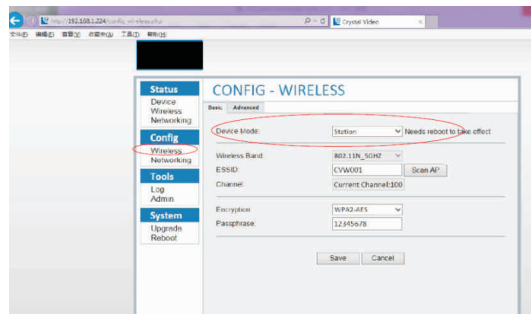 http://192.168.1.224/config_wireless.php
Crystal Video
Status
Device
Wireless
Networking
Config
Wireless
Networking
Tools
Log
Admin
System
Upgrade
Reboot
CONFIG - WIRELESS
Basic Advanced
Device Mode: Station Needs reboot to take effect
Wireless Band 802.11N_5GHZ
ESSID CVW001 Scan AP
Channel Current Channel:100
Encryption WPA2-AES
Passphrase 12345678
Save Cancel